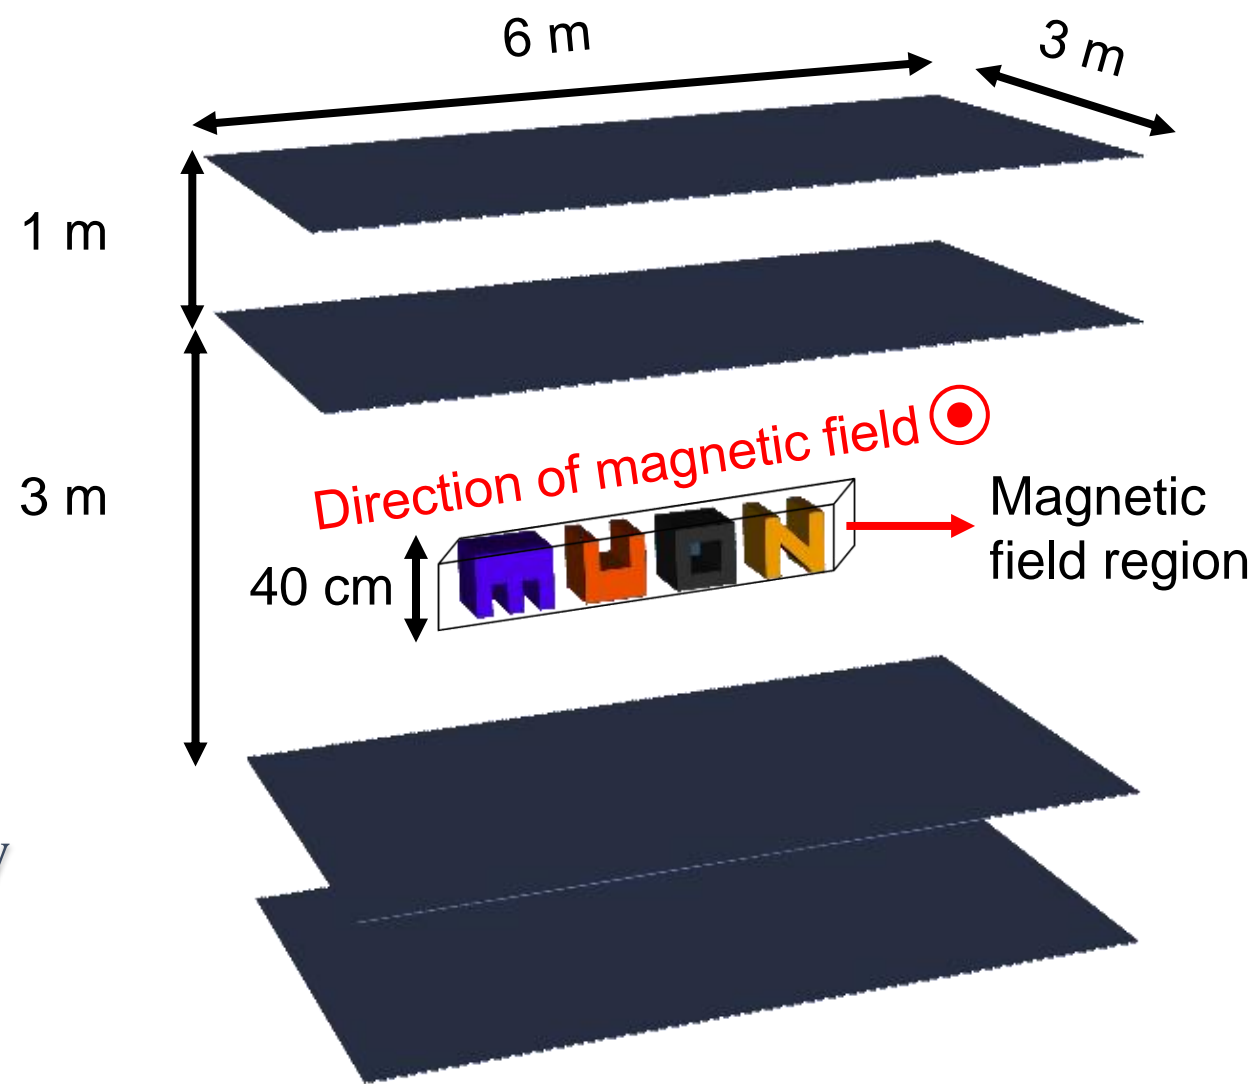 6 m
3 m
1 m
Direction of magnetic field
3 m
Magnetic
field region
40 cm
MUON